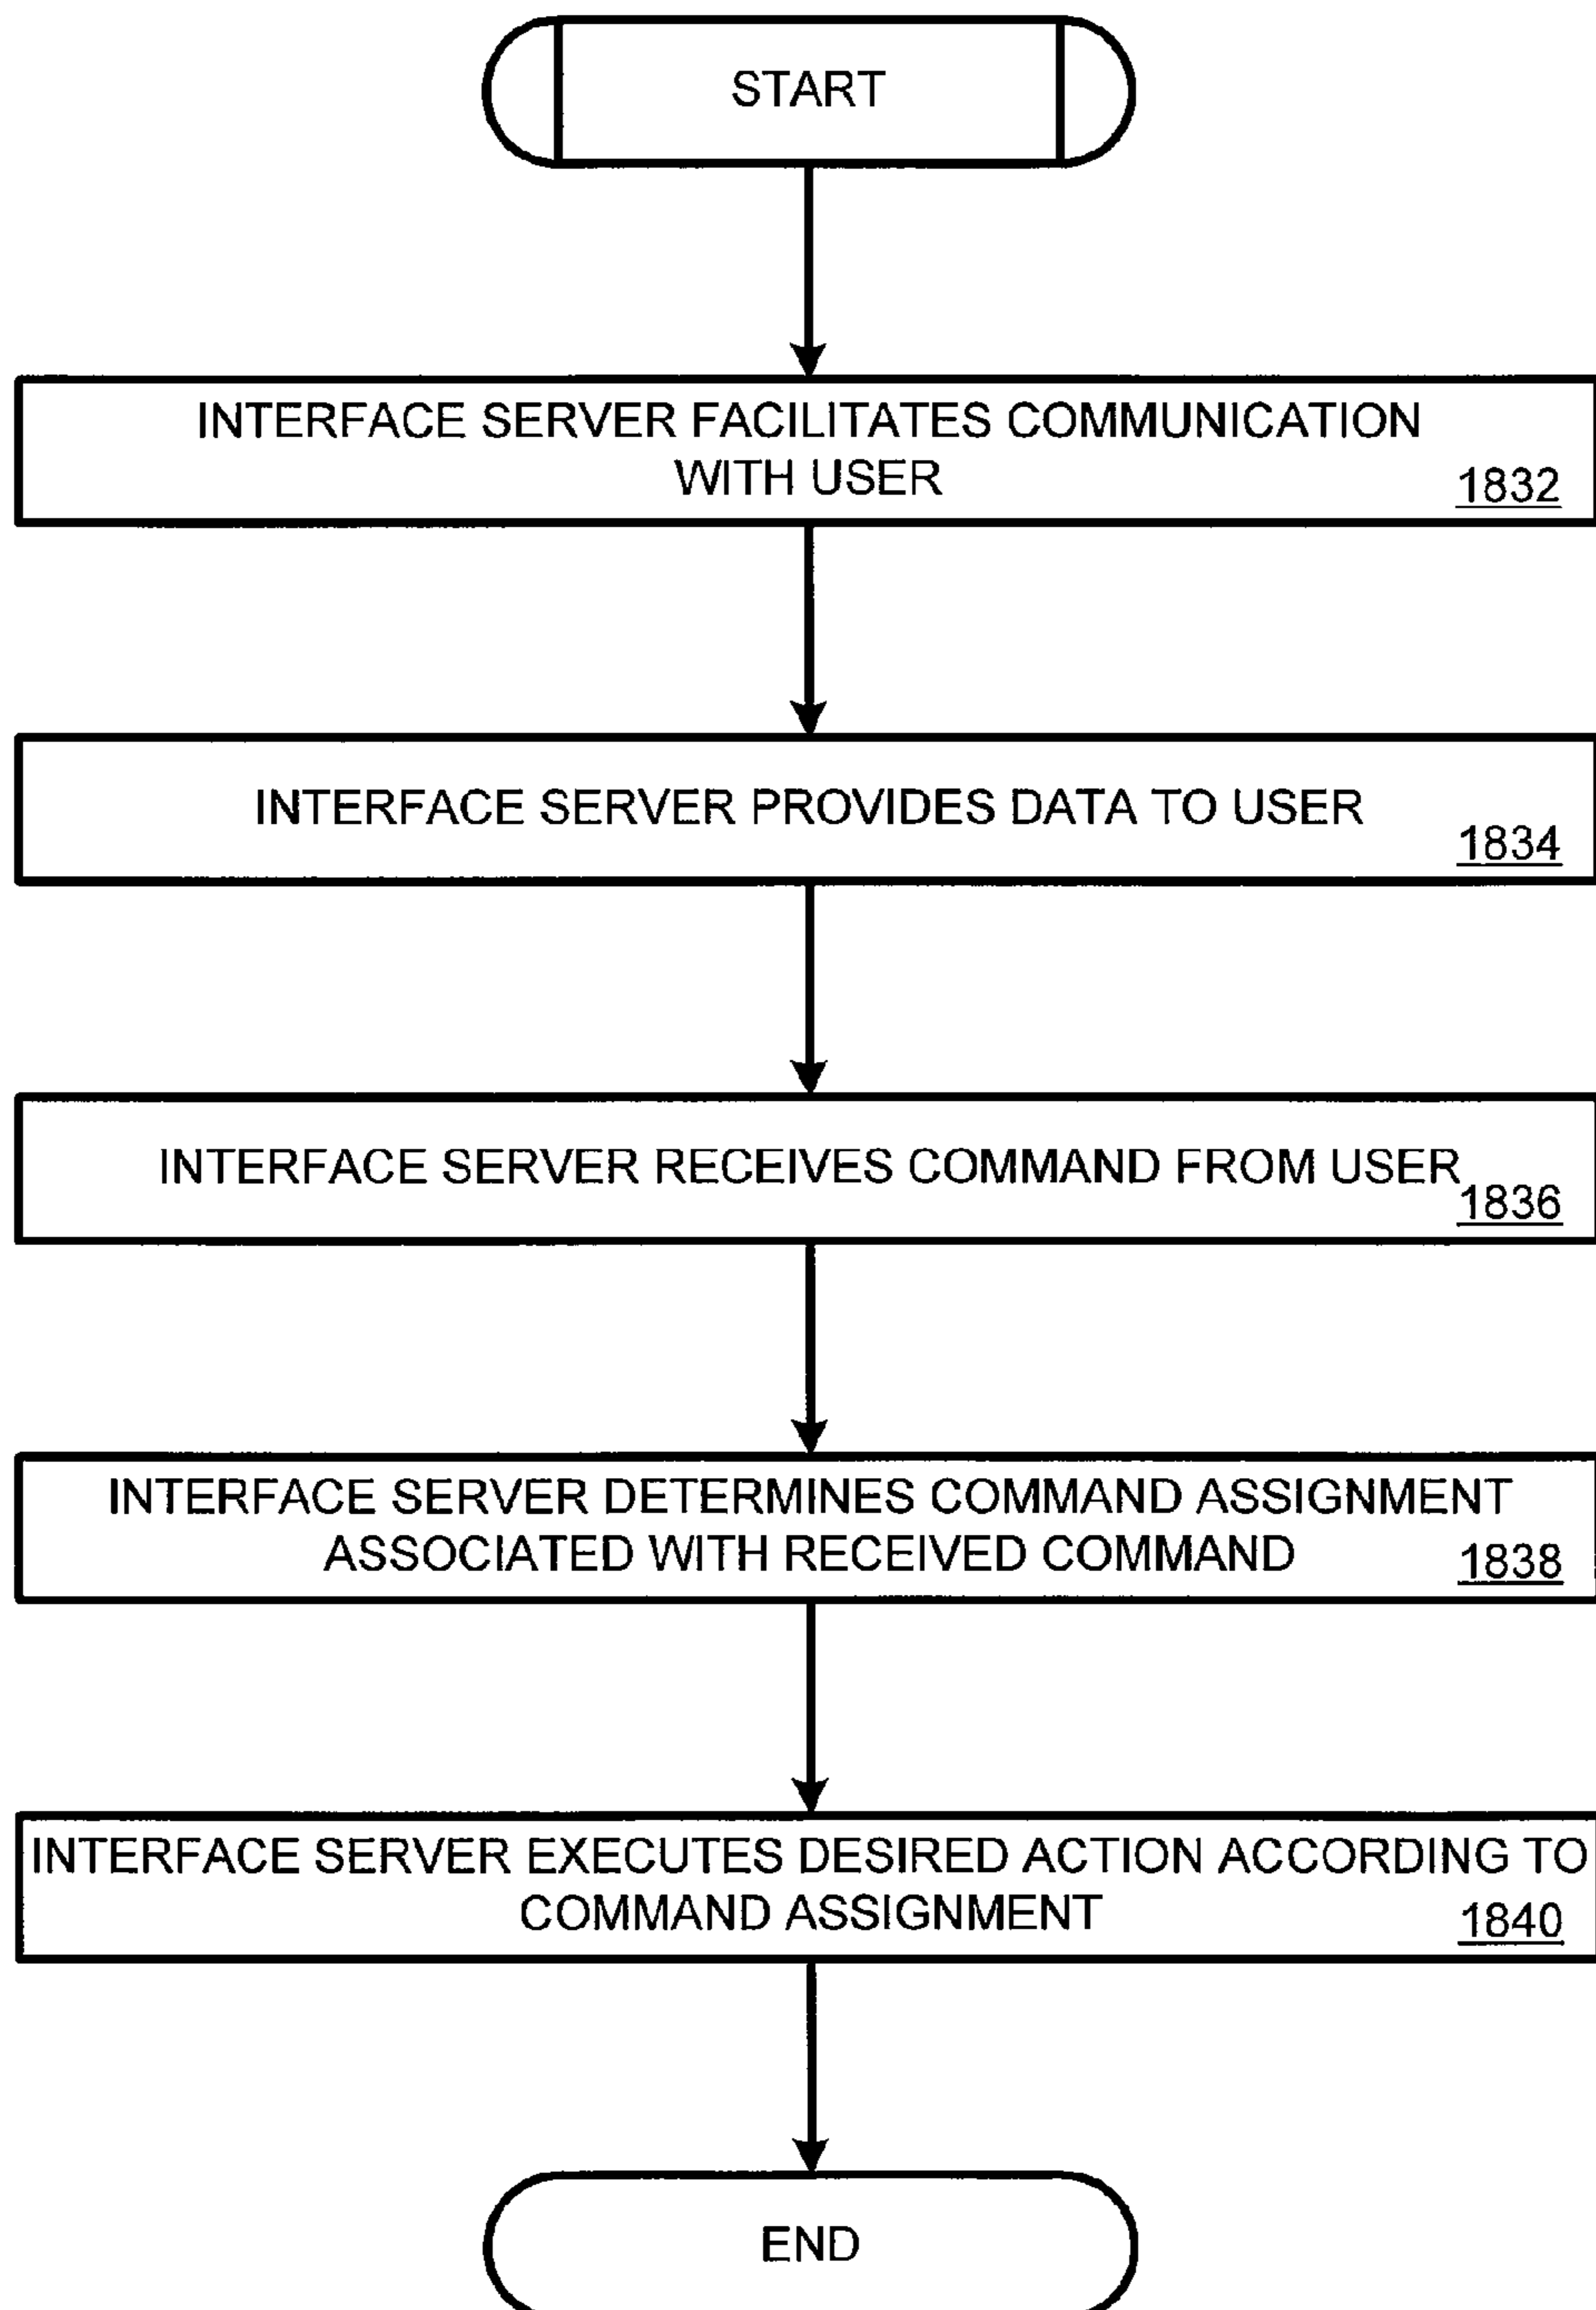 START
INTERFACE SERVER FACILITATES COMMUNICATION
WITH USER
1832
INTERFACE SERVER PROVIDES DATA TO USER
1834
INTERFACE SERVER RECEIVES COMMAND FROM USER
1836
INTERFACE SERVER DETERMINES COMMAND ASSIGNMENT
ASSOCIATED WITH RECEIVED COMMAND
1838
INTERFACE SERVER EXECUTES DESIRED ACTION ACCORDING TO
COMMAND ASSIGNMENT
1840
END